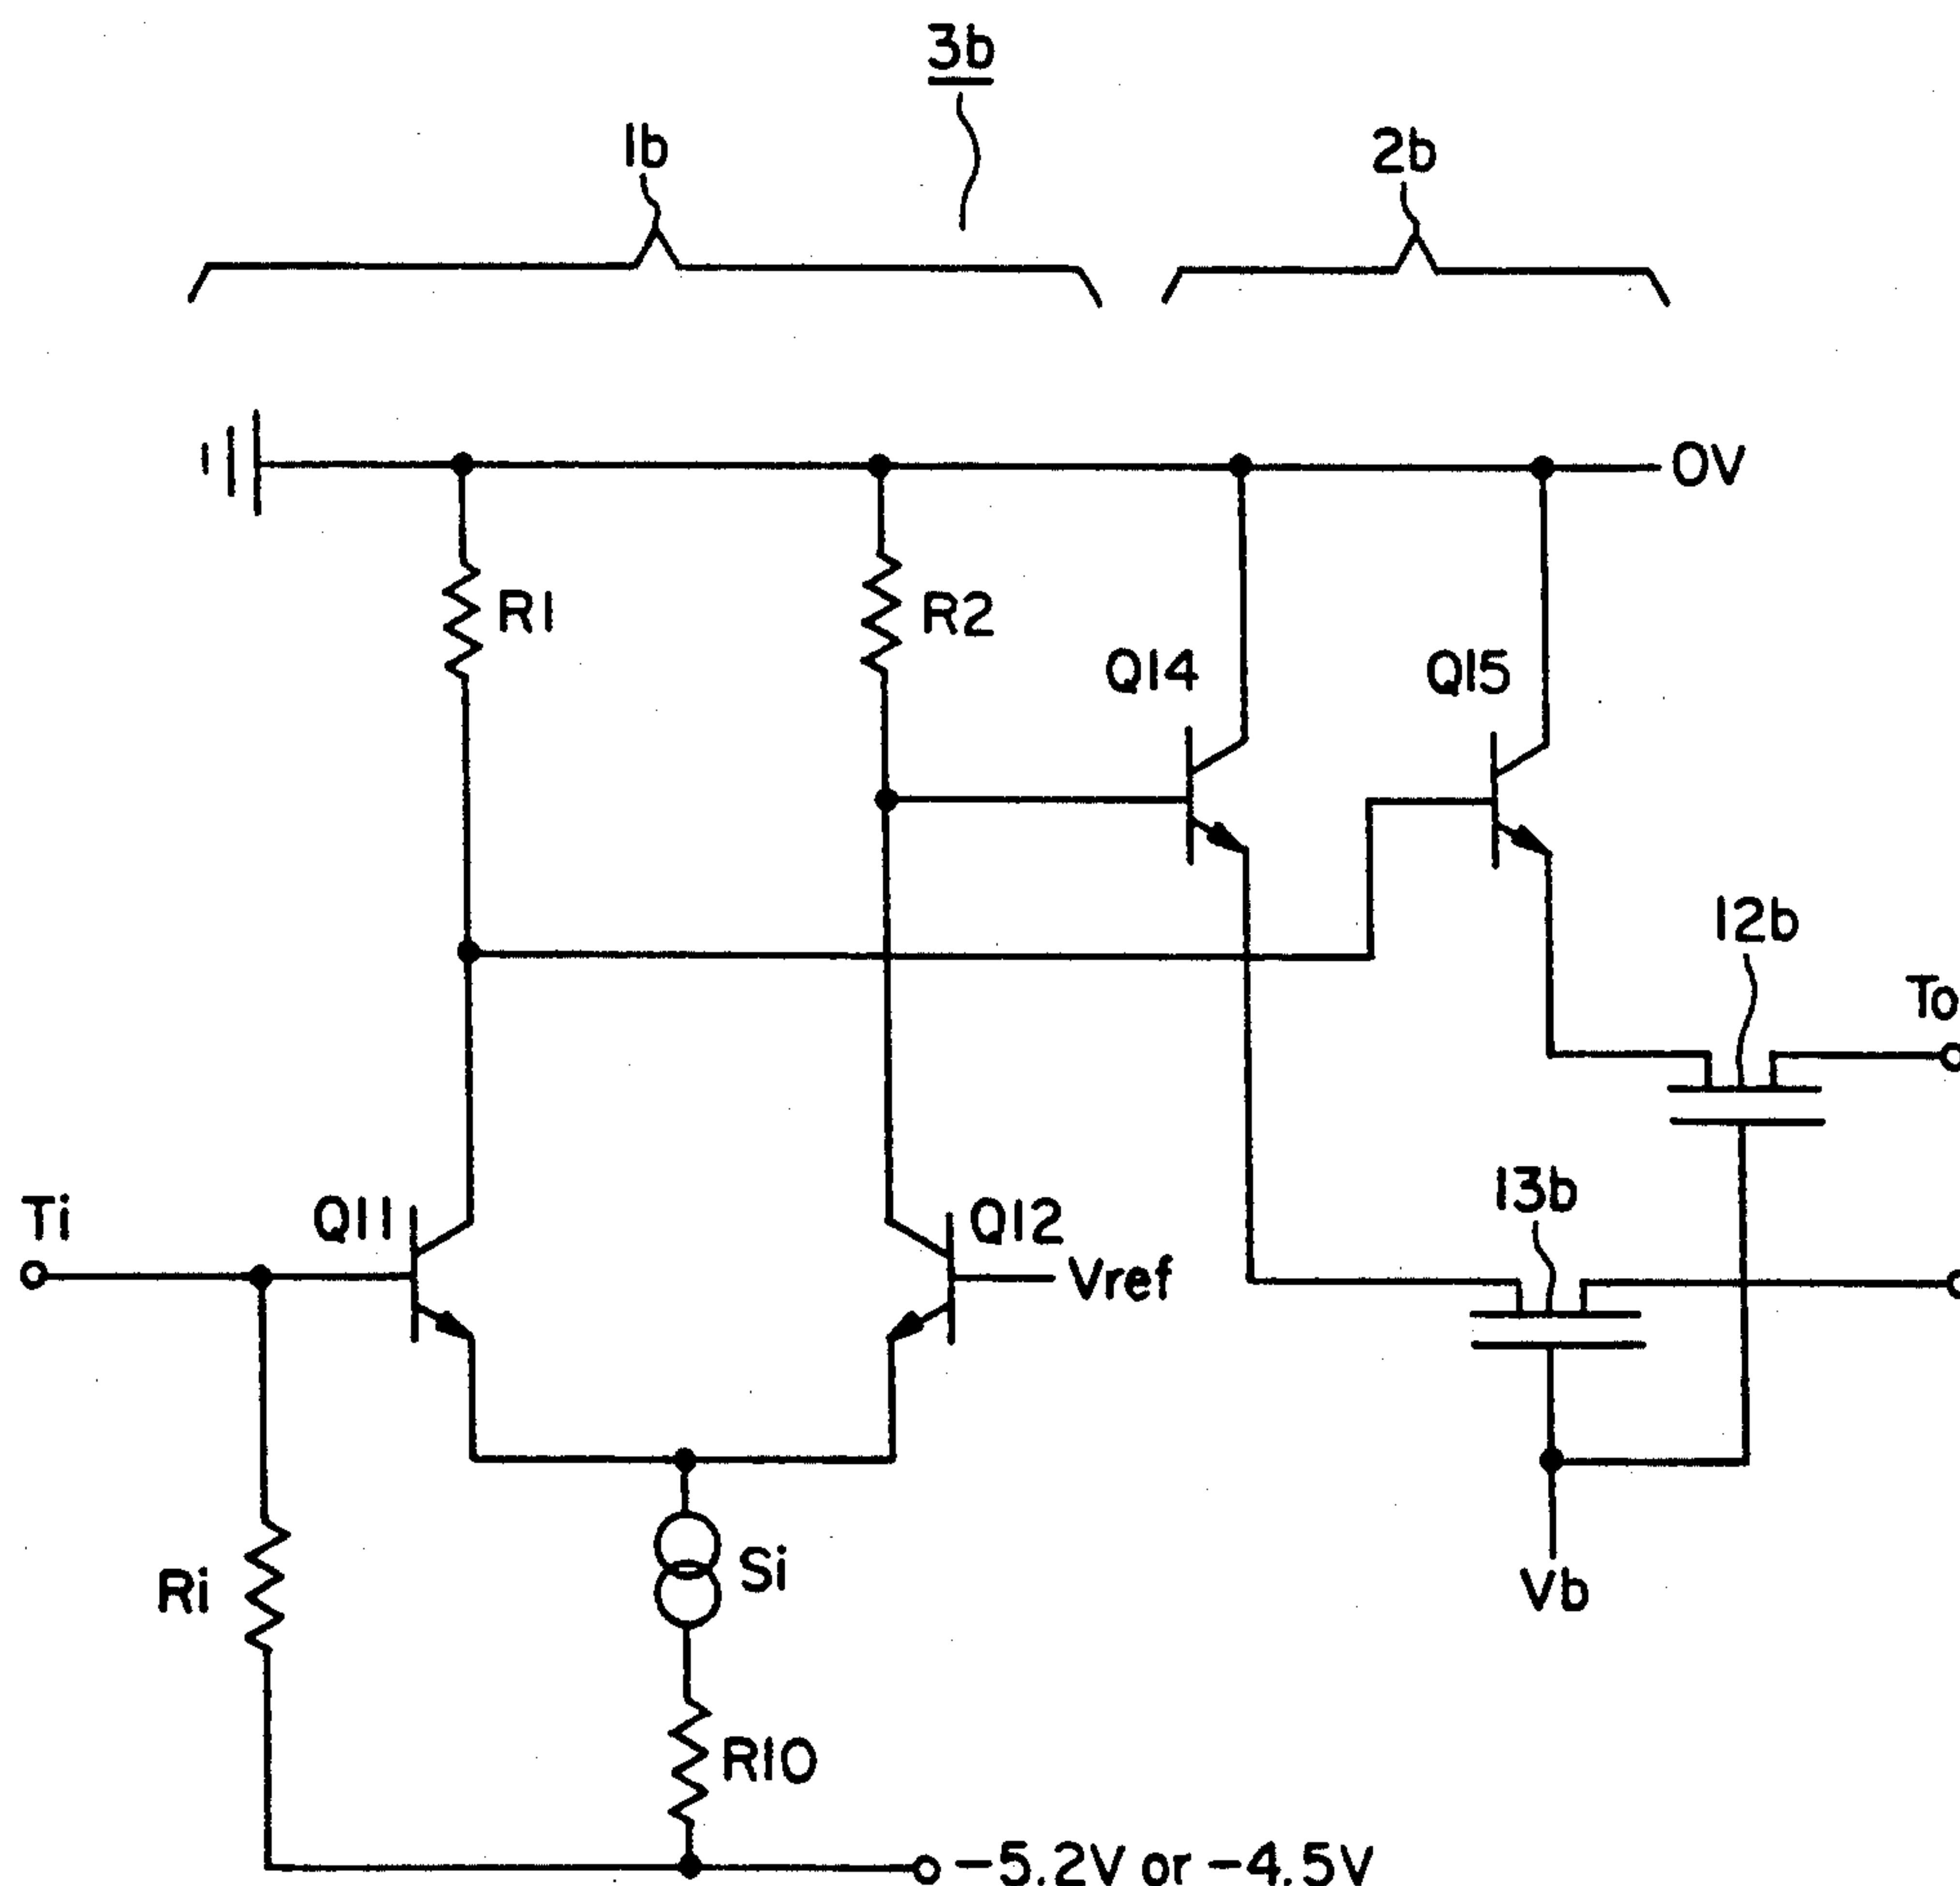 3b
1b
2b
0V
R1
R2
Q14
Q15
12b
To
13b
Ti
Q11
Q12
Vref
Ri
Si
Vb
R10
-5.2V or -4.5V